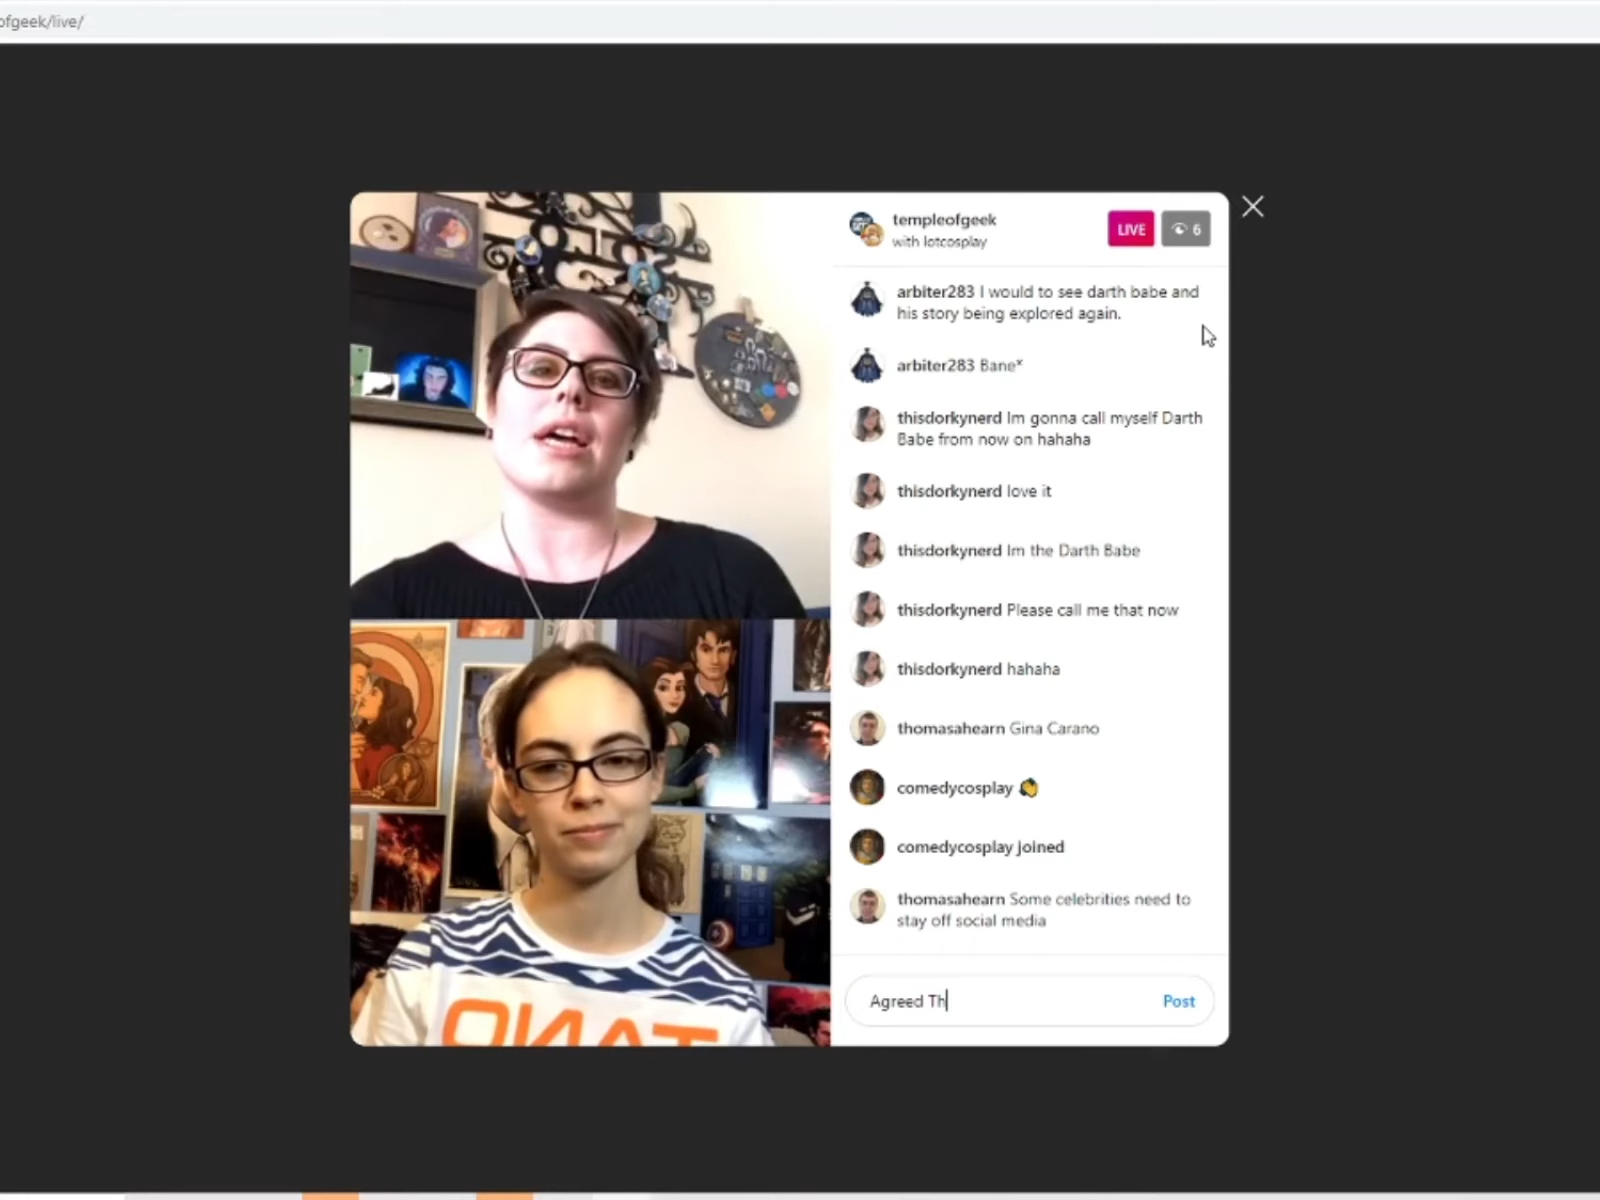 ofgeek/live/
templeofgeek
with lotcosplay
LIVE
6
arbiter283 I would to see darth babe and
his story being explored again.
arbiter283 Bane*
thisdorkynerd Im gonna call myself Darth
Babe from now on hahaha
thisdorkynerd love it
thisdorkynerd Im the Darth Babe
thisdorkynerd Please call me that now
thisdorkynerd hahaha
thomasahearn Gina Carano
comedycosplay 👏
comedycosplay joined
thomasahearn Some celebrities need to
stay off social media
Agreed Th
Post